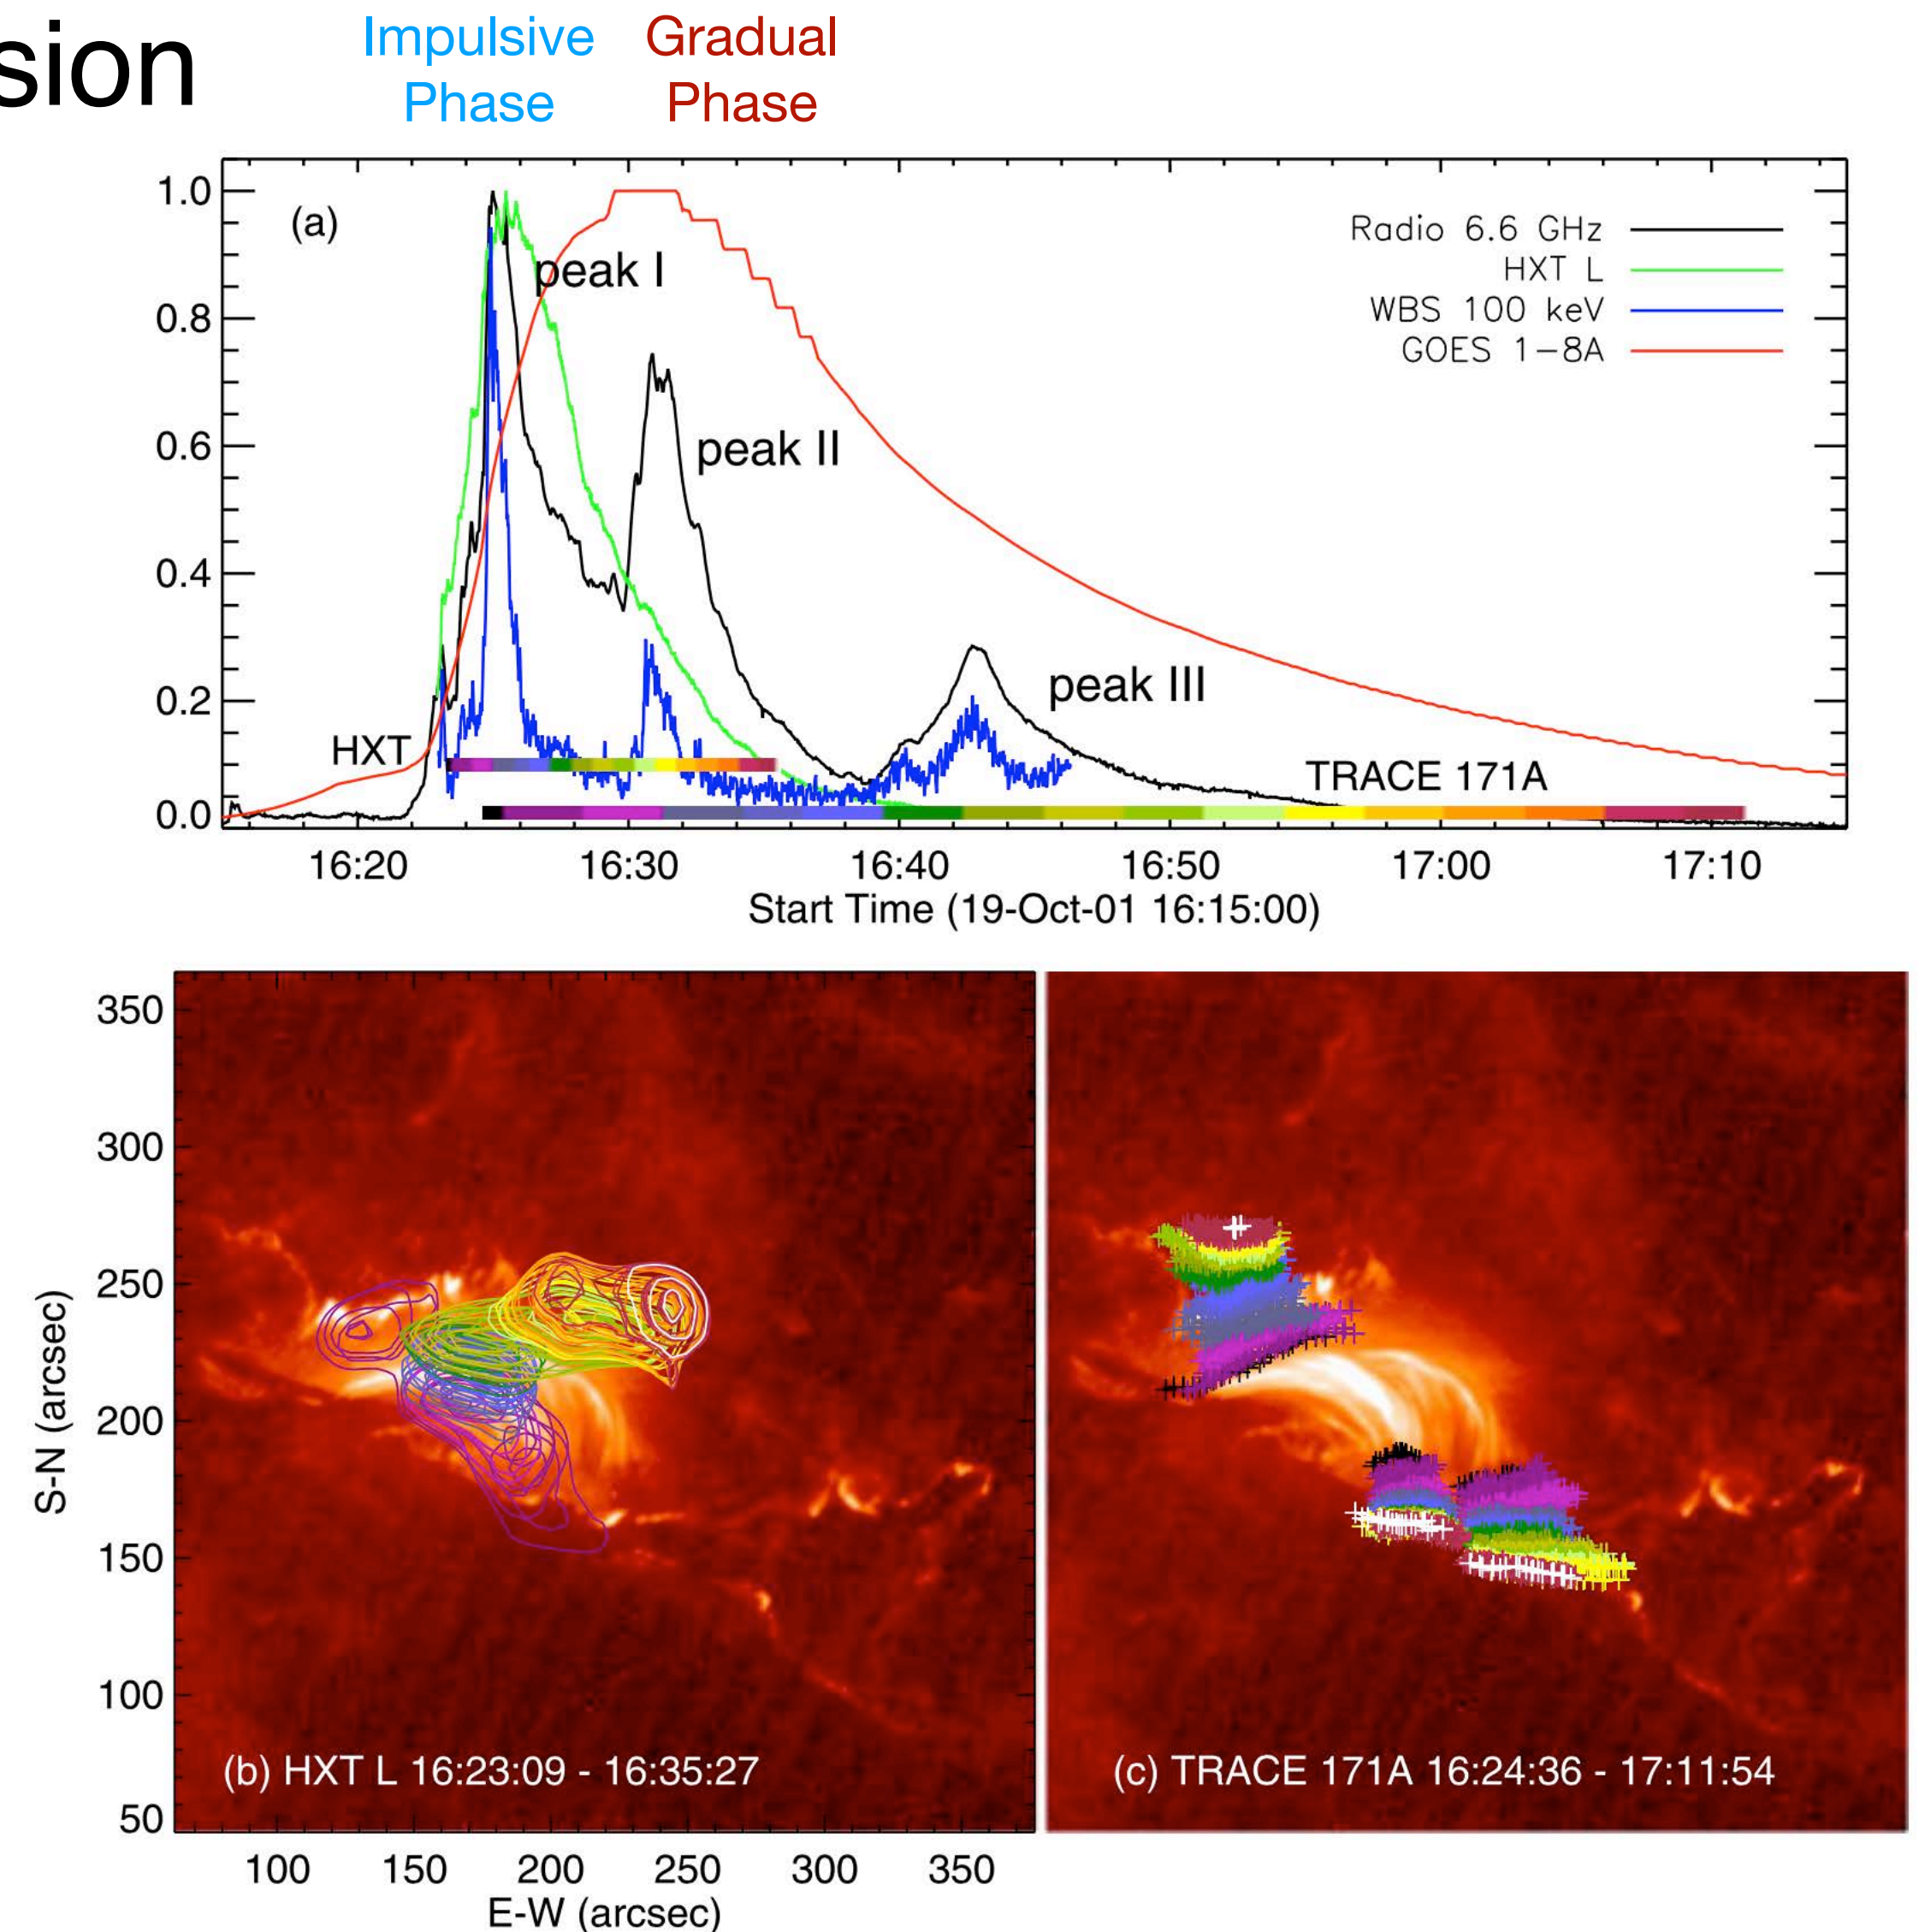 sion
Impulsive
Phase
Gradual
Phase
(a)
peak I
peak II
peak III
Radio 6.6 GHz
HXT L
WBS 100 keV
GOES 1-8A
HXT
TRACE 171A
1.0
0.8
0.6
0.4
0.2
0.0
16:20 16:30 16:40 16:50 17:00 17:10
Start Time (19-Oct-01 16:15:00)
350
300
250
200
150
100
50
S-N (arcsec)
(b) HXT L 16:23:09 - 16:35:27
(c) TRACE 171A 16:24:36 - 17:11:54
100 150 200 250 300 350
E-W (arcsec)